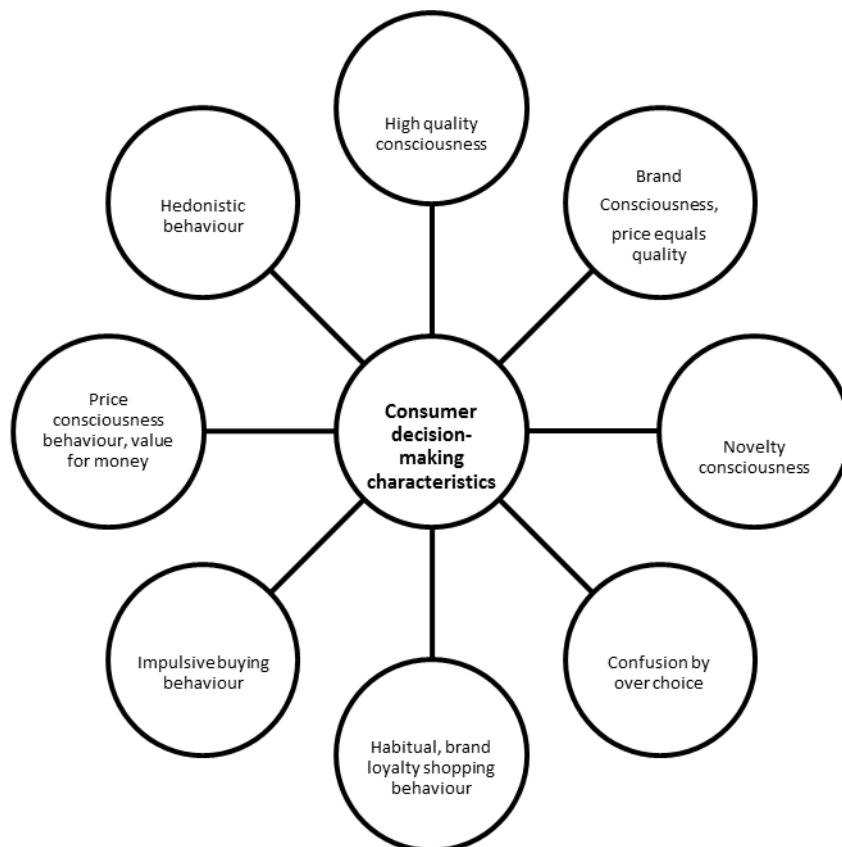 High quality
consciousness
Brand
Consciousness,
price equals
quality
Novelty
consciousness
Confusion by
over choice
Habitual, brand
loyalty shopping
behaviour
Impulsive buying
behaviour
Price
consciousness
behaviour, value
for money
Hedonistic
behaviour
Consumer
decision-
making
characteristics